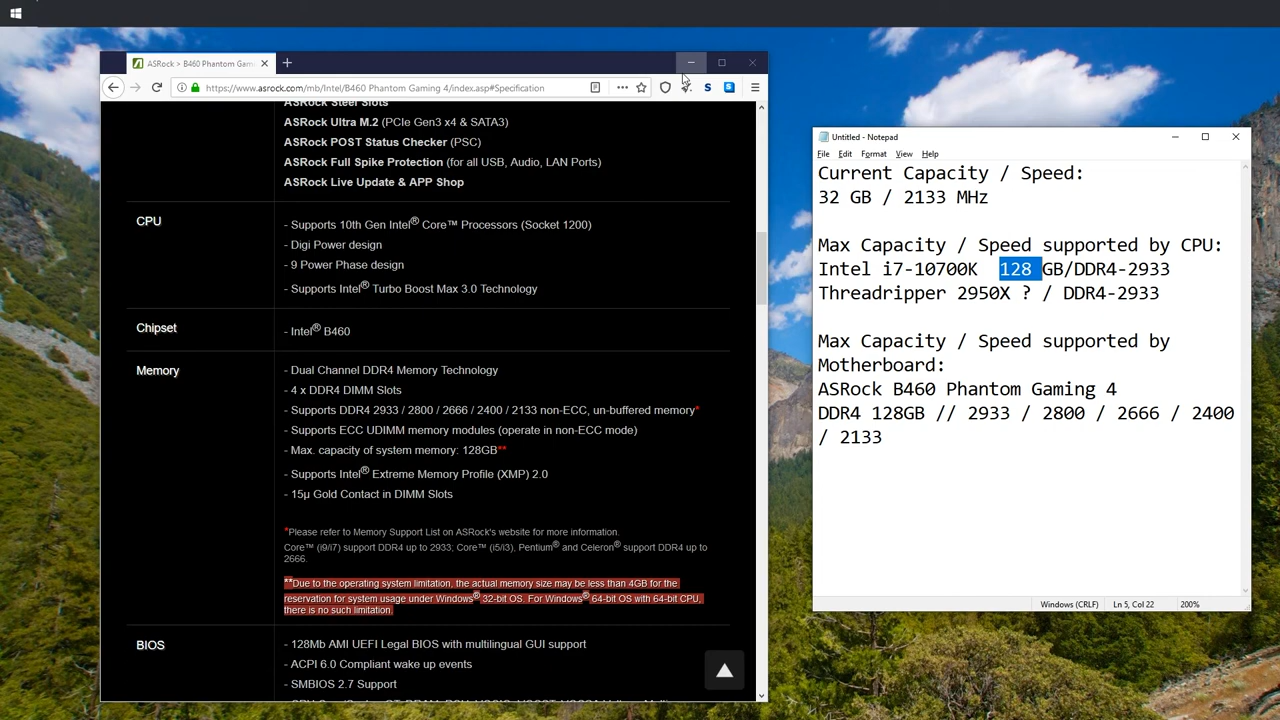 ASRock > B460 Phantom Gam
https://www.asrock.com/mb/Intel/B460 Phantom Gaming 4/index.asp#Specification
ASRock Steel Slots
ASRock Ultra M.2 (PCIe Gen3 x4 & SATA3)
ASRock POST Status Checker (PSC)
ASRock Full Spike Protection (for all USB, Audio, LAN Ports)
ASRock Live Update & APP Shop
CPU
- Supports 10th Gen Intel® Core™ Processors (Socket 1200)
- Digi Power design
- 9 Power Phase design
- Supports Intel® Turbo Boost Max 3.0 Technology
Chipset
- Intel® B460
Memory
- Dual Channel DDR4 Memory Technology
- 4 x DDR4 DIMM Slots
- Supports DDR4 2933 / 2800 / 2666 / 2400 / 2133 non-ECC, un-buffered memory*
- Supports ECC UDIMM memory modules (operate in non-ECC mode)
- Max. capacity of system memory: 128GB**
- Supports Intel® Extreme Memory Profile (XMP) 2.0
- 15μ Gold Contact in DIMM Slots
*Please refer to Memory Support List on ASRock's website for more information.
Core™ (i9/i7) support DDR4 up to 2933; Core™ (i5/i3), Pentium® and Celeron® support DDR4 up to
2666.
**Due to the operating system limitation, the actual memory size may be less than 4GB for the
reservation for system usage under Windows® 32-bit OS. For Windows® 64-bit OS with 64-bit CPU,
there is no such limitation.
BIOS
- 128Mb AMI UEFI Legal BIOS with multilingual GUI support
- ACPI 6.0 Compliant wake up events
- SMBIOS 2.7 Support
Untitled - Notepad
File Edit Format View Help
Current Capacity / Speed:
32 GB / 2133 MHz
Max Capacity / Speed supported by CPU:
Intel i7-10700K 128 GB/DDR4-2933
Threadripper 2950X ? / DDR4-2933
Max Capacity / Speed supported by
Motherboard:
ASRock B460 Phantom Gaming 4
DDR4 128GB // 2933 / 2800 / 2666 / 2400
/ 2133
Windows (CRLF) Ln 5, Col 22 200%